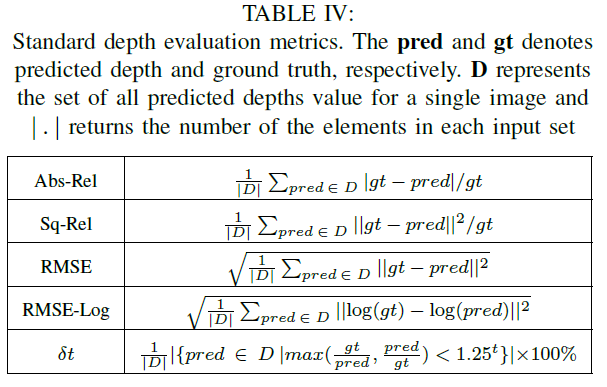 TABLE IV:
Standard depth evaluation metrics. The pred and gt denotes
predicted depth and ground truth, respectively. D represents
the set of all predicted depths value for a single image and
| . | returns the number of the elements in each input set
Abs-Rel \frac{1}{|D|} \sum_{pred \in D} |gt - pred|/gt
Sq-Rel \frac{1}{|D|} \sum_{pred \in D} ||gt - pred||^2/gt
RMSE \sqrt{\frac{1}{|D|} \sum_{pred \in D} ||gt - pred||^2}
RMSE-Log \sqrt{\frac{1}{|D|} \sum_{pred \in D} ||log(gt) - log(pred)||^2}
δt \frac{1}{|D|} |\{pred \in D | max(\frac{gt}{pred}, \frac{pred}{gt}) < 1.25^t\}| × 100%